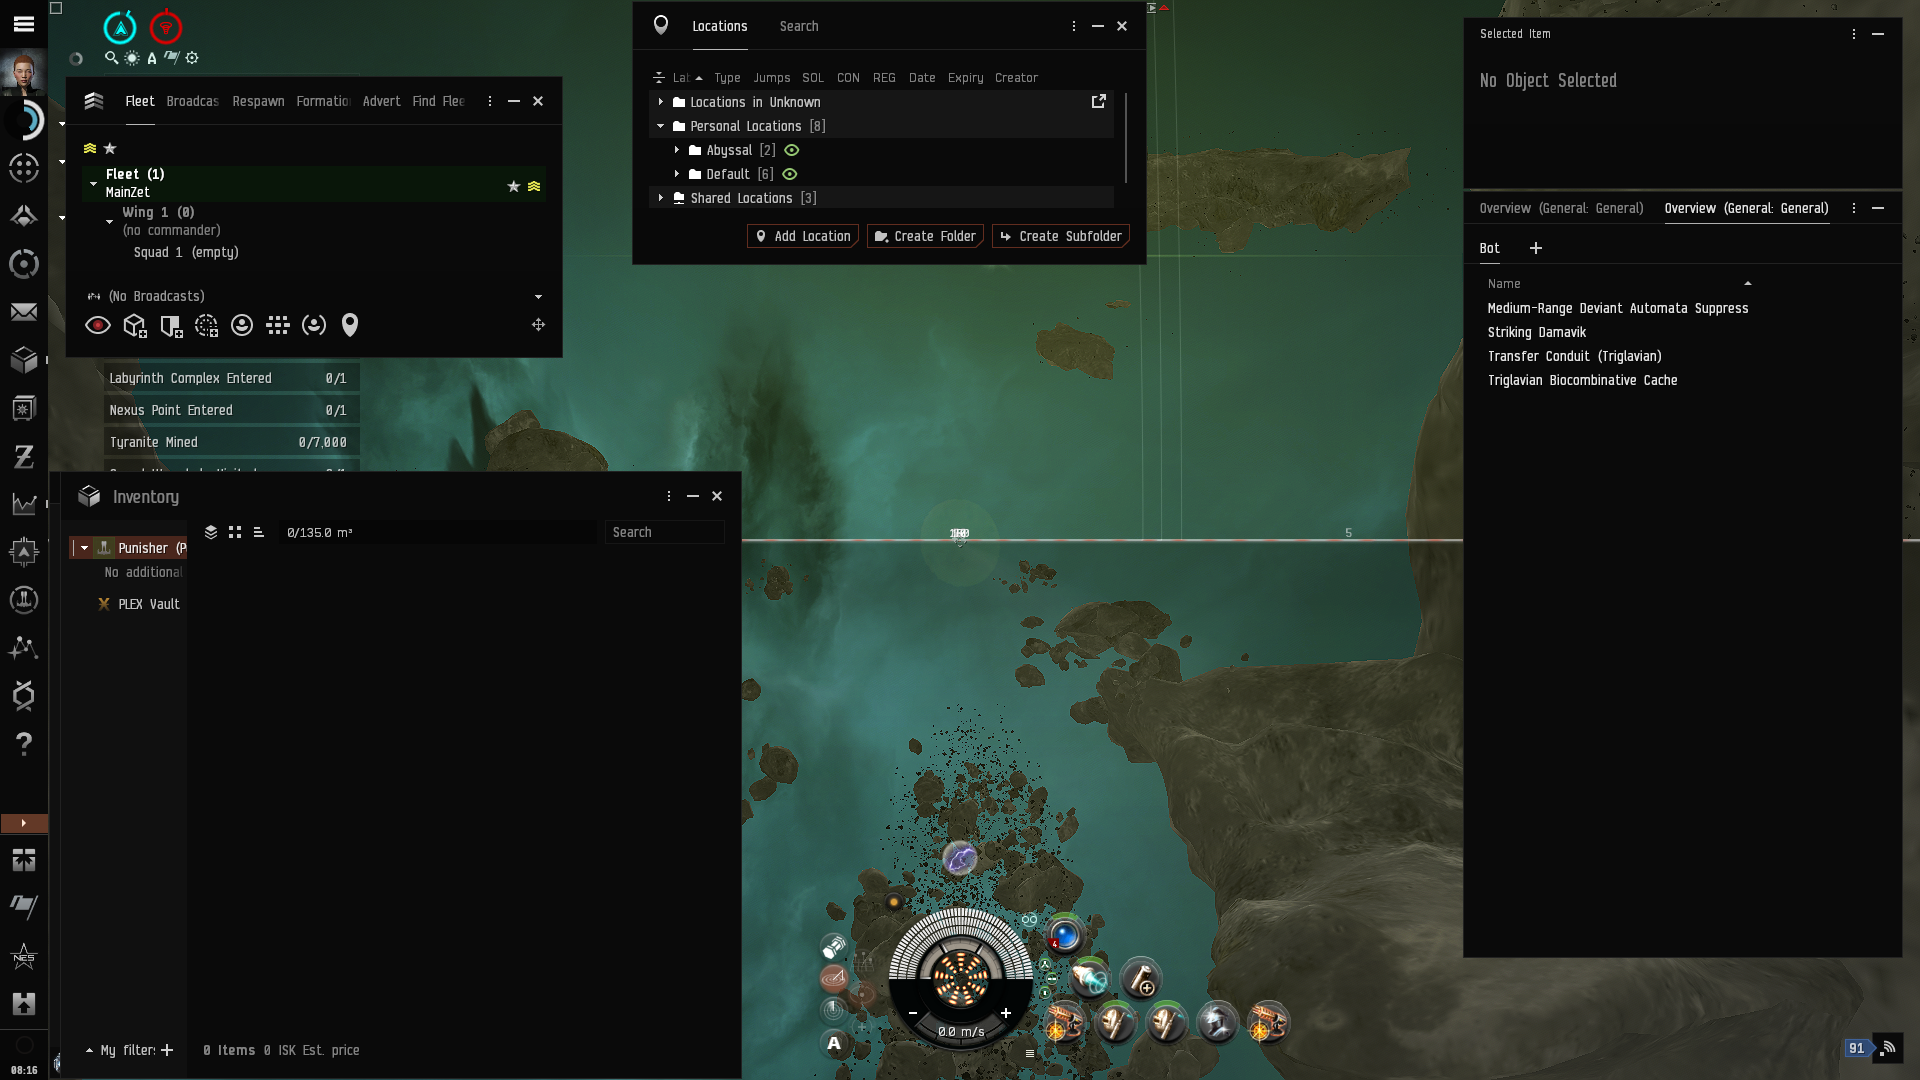 Locations
Search
Lab
Type
Jumps
SOL
CON
REG
Date
Expiry
Creator
Locations in Unknown
Personal Locations [8]
Abyssal [2]
Default [6]
Shared Locations [3]
Add Location
Create Folder
Create Subfolder
Selected Item
No Object Selected
Overview (General: General)
Overview (General: General)
Bot
Name
Medium-Range Deviant Automata Suppress
Striking Damavik
Transfer Conduit (Triglavian)
Triglavian Biocombinative Cache
A
Fleet
Broadcas
Respawn
Formatio
Advert
Find Flee
Fleet (1)
MainZet
Wing 1 (0)
(no commander)
Squad 1 (empty)
(No Broadcasts)
Labyrinth Complex Entered 0/1
Nexus Point Entered 0/1
Tyranite Mined 0/7,000
Inventory
0/135.0 m³
Search
Punisher (P
No additional
PLEX Vault
My filter
0 Items 0 ISK Est. price
5
NES
4
0.0 m/s
A
08:16
91